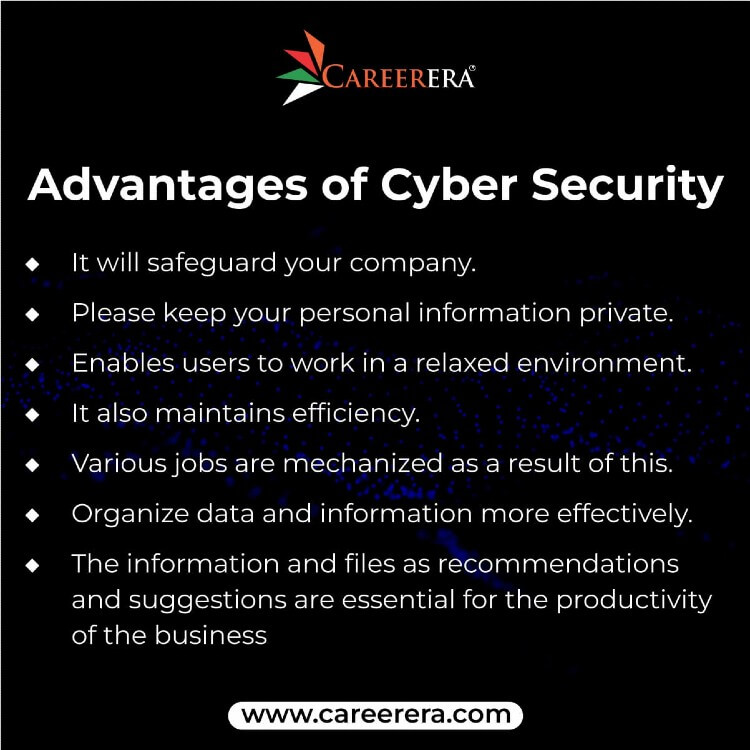 CAREERERA
Advantages of Cyber Security
◆ It will safeguard your company.
◆ Please keep your personal information private.
◆ Enables users to work in a relaxed environment.
◆ It also maintains efficiency.
◆ Various jobs are mechanized as a result of this.
◆ Organize data and information more effectively.
◆ The information and files as recommendations
and suggestions are essential for the productivity
of the business
www.careerera.com